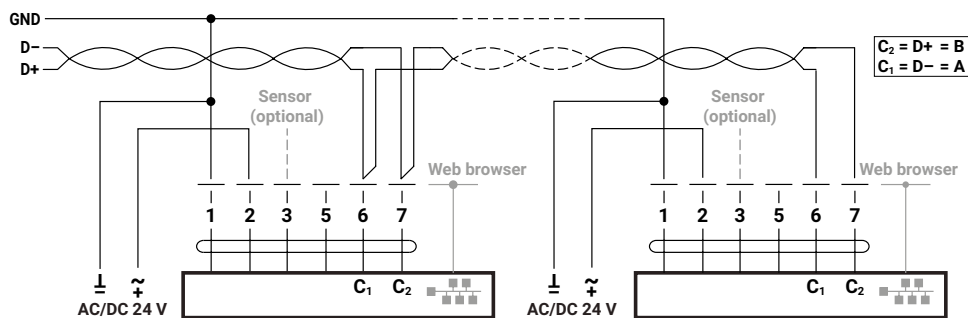 GND
D−
D+
C₂ = D+ = B
C₁ = D− = A
Sensor
(optional)
Web browser
1 2 3 5 6 7
C₁ C₂
⊥ ~
= +
AC/DC 24 V
Sensor
(optional)
Web browser
1 2 3 5 6 7
C₁ C₂
⊥ ~
= +
AC/DC 24 V